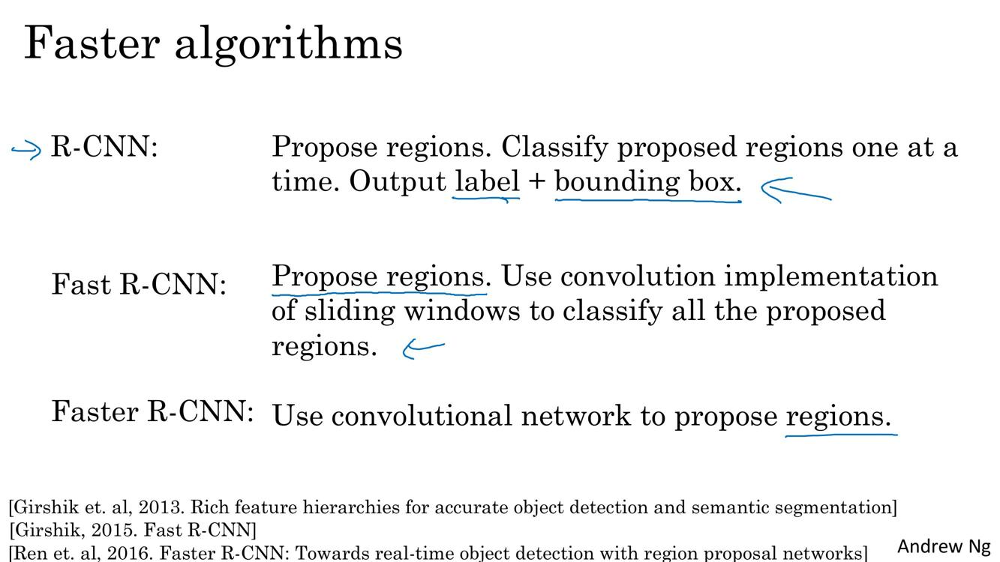 Faster algorithms
R-CNN:
Propose regions. Classify proposed regions one at a
time. Output label + bounding box.
Fast R-CNN:
Propose regions. Use convolution implementation
of sliding windows to classify all the proposed
regions.
Faster R-CNN:
Use convolutional network to propose regions.
[Girshik et. al, 2013. Rich feature hierarchies for accurate object detection and semantic segmentation]
[Girshik, 2015. Fast R-CNN]
[Ren et. al, 2016. Faster R-CNN: Towards real-time object detection with region proposal networks]
Andrew Ng